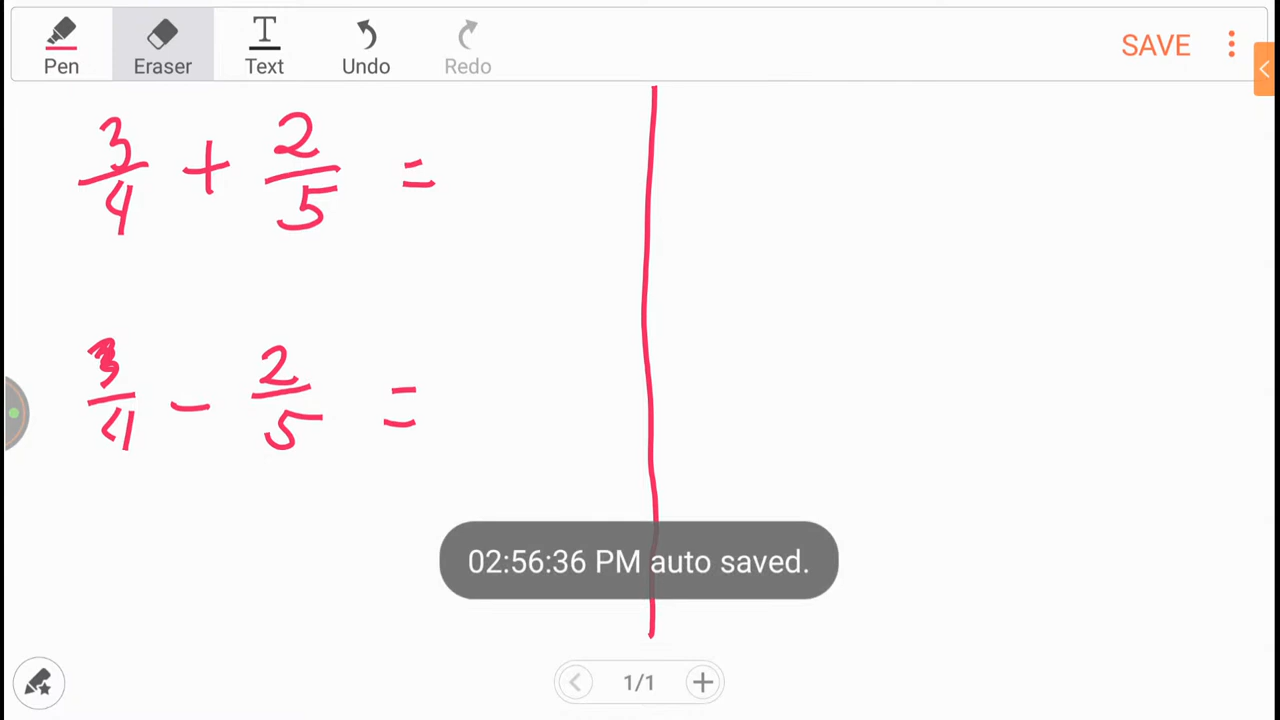 Pen Eraser Text Undo Redo SAVE
3/4 + 2/5 =
3/4 - 2/5 =
02:56:36 PM auto saved.
1/1